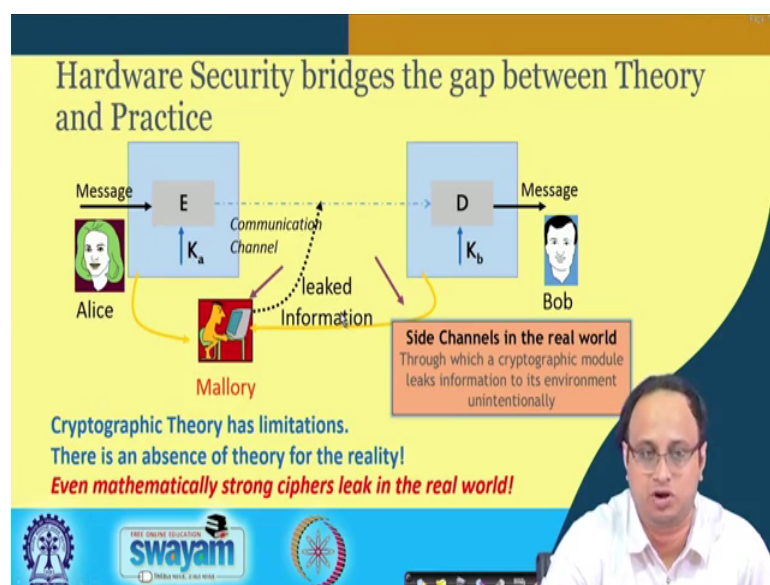 Hardware Security bridges the gap between Theory
and Practice
Message
E
D
Message
Communication
Channel
Ka
Kb
leaked
Information
Alice
Bob
Mallory
Side Channels in the real world
Through which a cryptographic module
leaks information to its environment
unintentionally
Cryptographic Theory has limitations.
There is an absence of theory for the reality!
Even mathematically strong ciphers leak in the real world!
FREE ONLINE EDUCATION
swayam